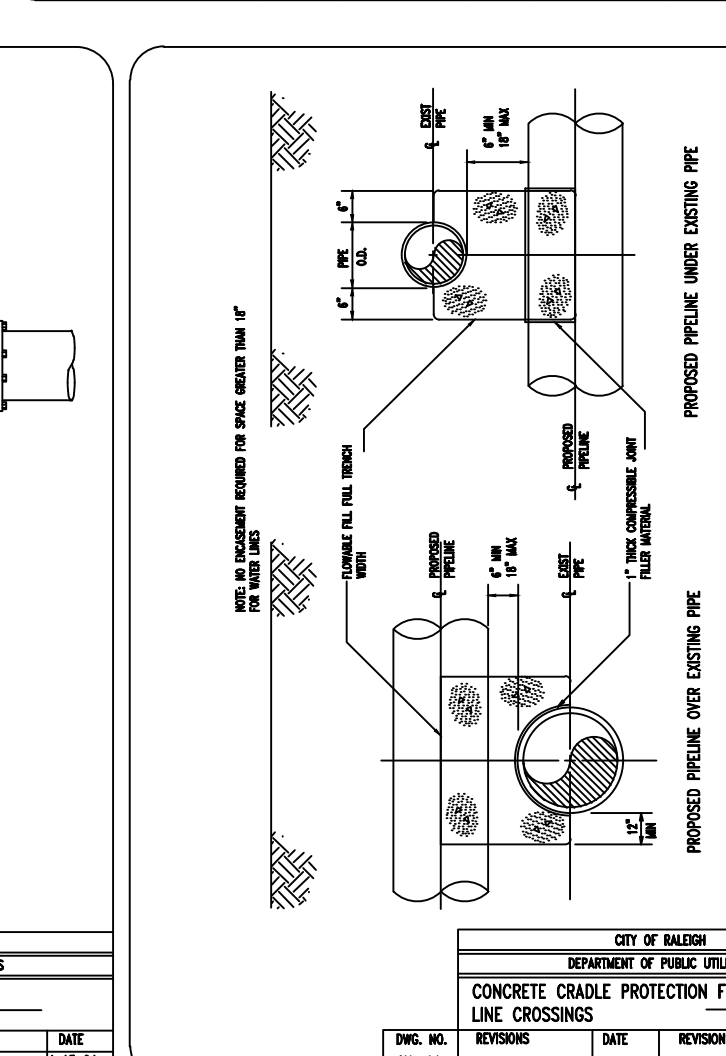 NOTE: NO ENCASEMENT REQUIRED FOR SPACE GREATER THAN 18"
FOR WATER LINES
6"
PIPE
O.D.
6"
EXIST
PIPE
6" MIN
18" MAX
PROPOSED
PIPELINE
PROPOSED PIPELINE UNDER EXISTING PIPE
FLOWABLE FILL FULL TRENCH
WIDTH
1" THICK COMPRESSIBLE JOINT
FILLER MATERIAL
PROPOSED
PIPELINE
6" MIN
18" MAX
EXIST
PIPE
12"
MIN
PROPOSED PIPELINE OVER EXISTING PIPE
CITY OF RALEIGH
DEPARTMENT OF PUBLIC
CONCRETE CRADLE PROTECTION
LINE CROSSINGS
DWG. NO. REVISIONS DATE
DATE